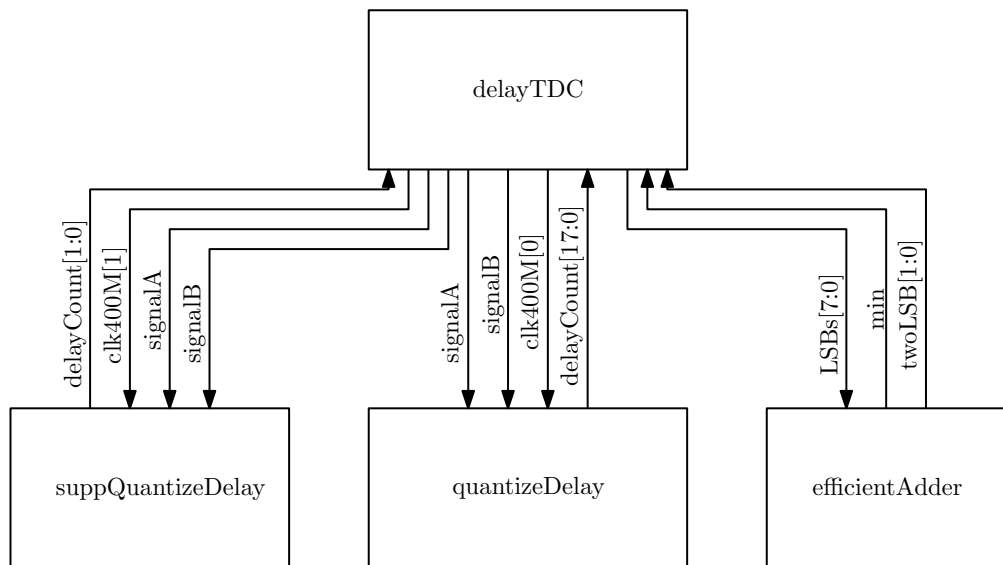 delayTDC
delayCount[1:0]
clk400M[1]
signalA
signalB
signalA
signalB
clk400M[0]
delayCount[17:0]
LSBs[7:0]
min
twoLSB[1:0]
suppQuantizeDelay
quantizeDelay
efficientAdder